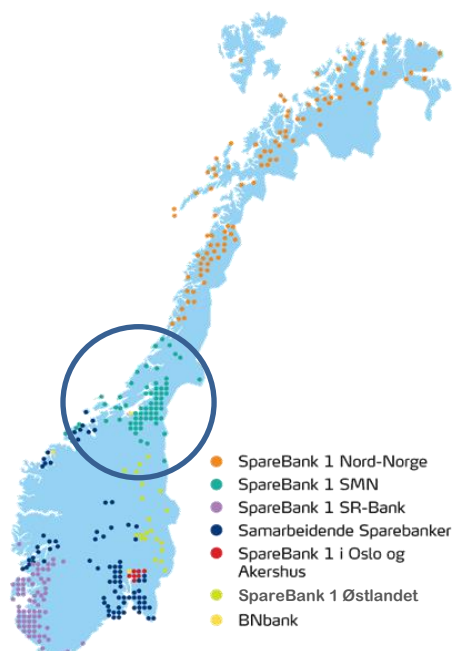 SpareBank 1 Nord-Norge
SpareBank 1 SMN
SpareBank 1 SR-Bank
Samarbeidende Sparebanker
SpareBank 1 i Oslo og
Akershus
SpareBank 1 Østlandet
BNbank